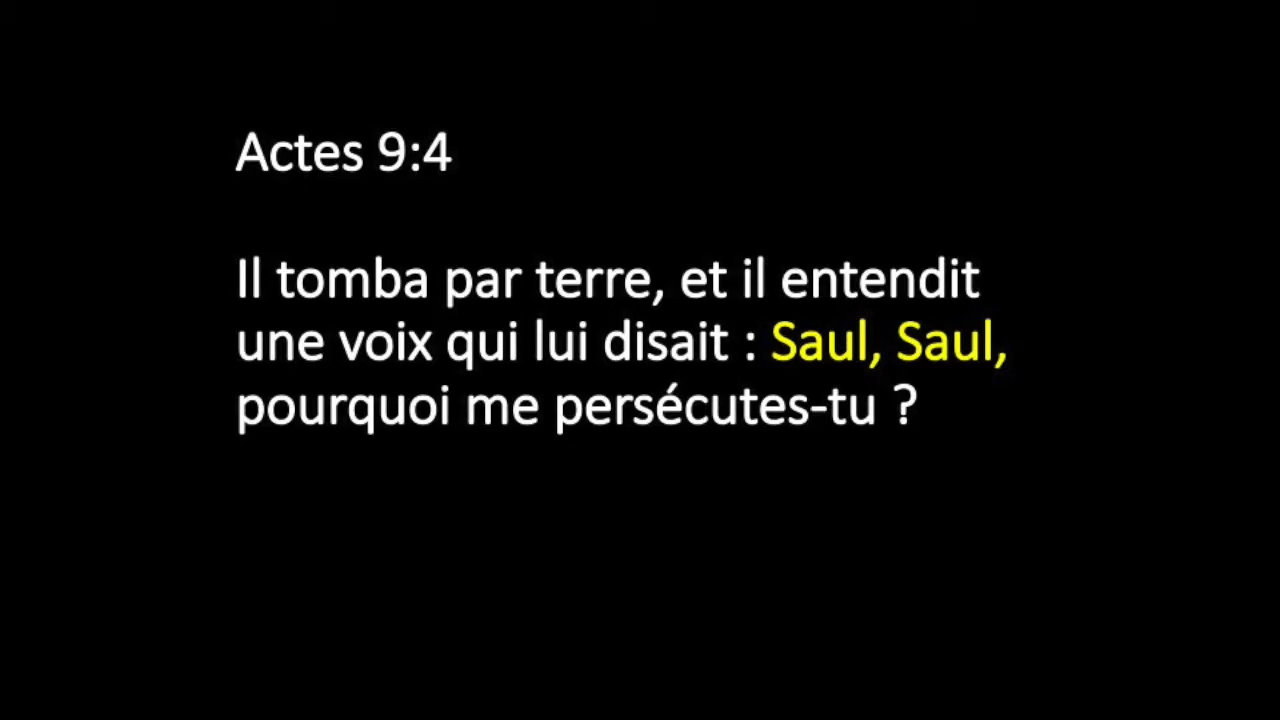 Actes 9:4
Il tomba par terre, et il entendit
une voix qui lui disait : Saul, Saul,
pourquoi me persécutes-tu ?